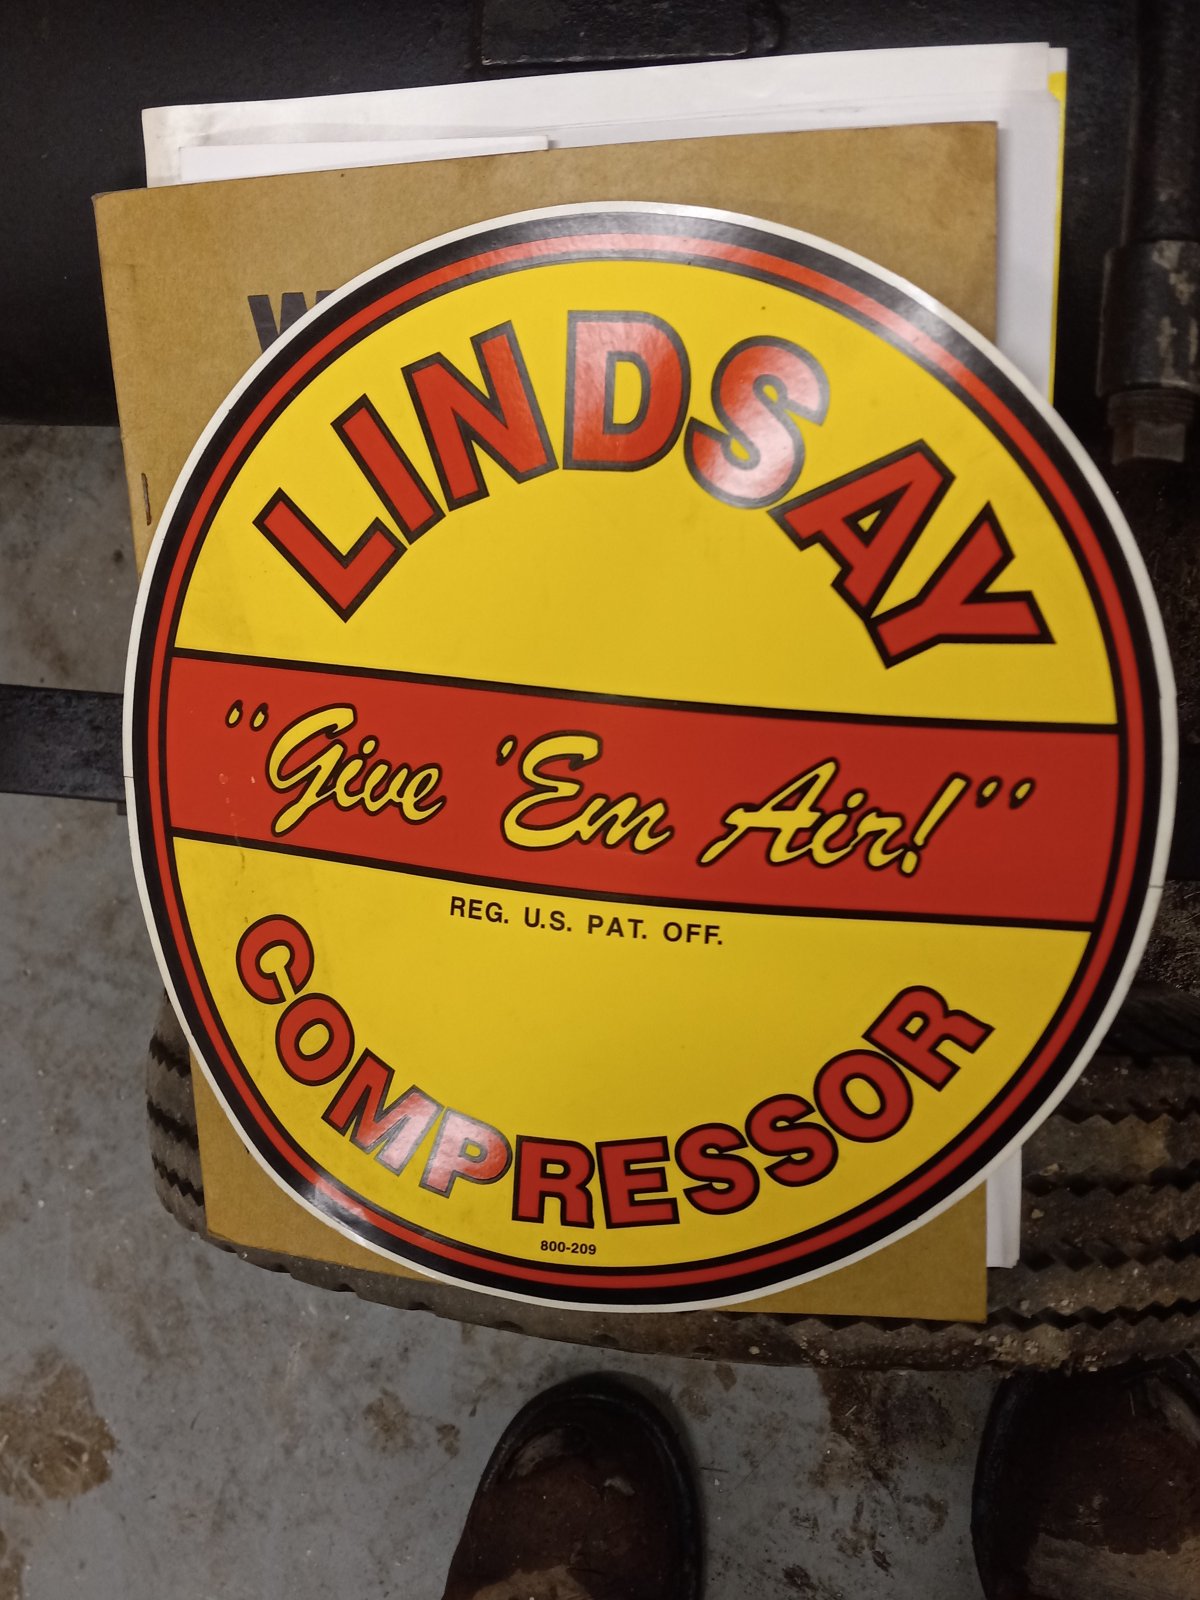 LINDSAY
"Give 'Em Air!"
REG. U.S. PAT. OFF.
COMPRESSOR
800-209